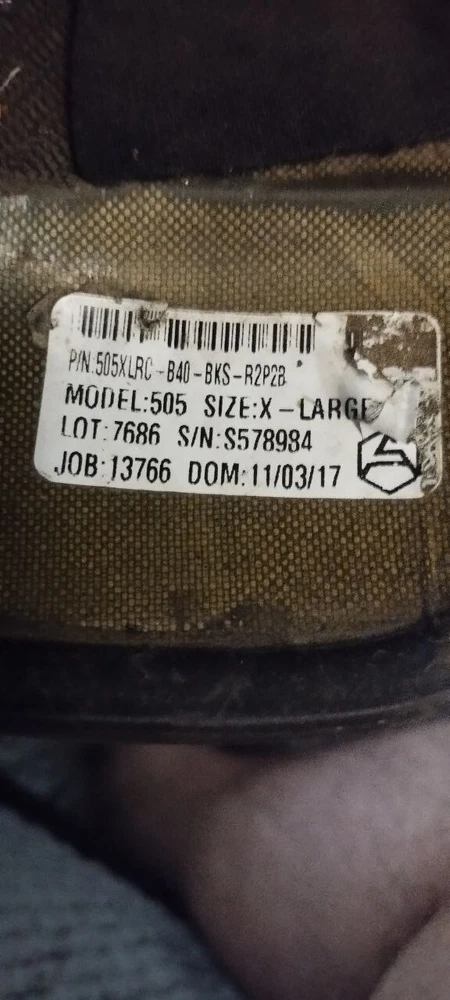 P/N:505XLRC-B40-BKS-R2P2B
MODEL:505 SIZE:X-LARGE
LOT:7686 S/N:S578984
JOB:13766 DOM:11/03/17